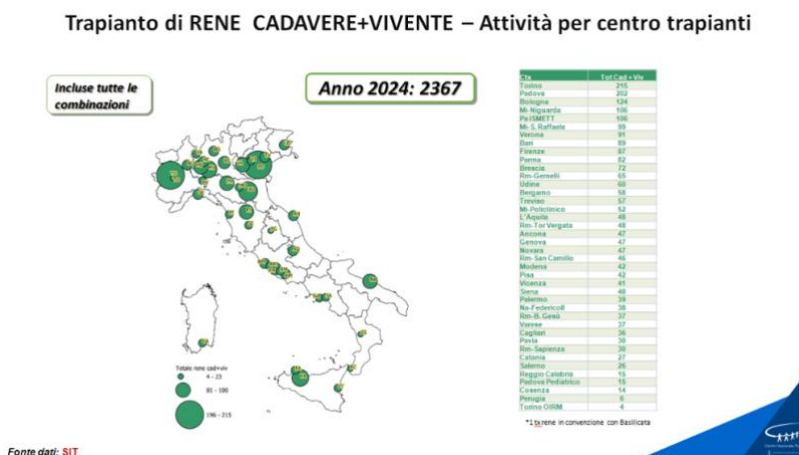 Trapianto di RENE CADAVERE+VIVENTE – Attività per centro trapianti
Incluse tutte le
combinazioni
Anno 2024: 2367
Ctx Tot Cad + Viv
Torino 215
Padova 202
Bologna 124
Mi-Niguarda 106
Pa ISMETT 106
Mi-S. Raffaele 99
Verona 91
Bari 89
Firenze 87
Parma 82
Brescia 72
Rm-Gemelli 65
Udine 60
Bergamo 58
Treviso 57
Mi-Policlinico 52
L'Aquila 48
Rm-Tor Vergata 48
Ancona 47
Genova 47
Novara 47
Rm-San Camillo 46
Modena 42
Pisa 42
Vicenza 41
Siena 40
Palermo 39
Na-FedericoII 38
Rm-B. Gesù 37
Varese 37
Cagliari 36
Pavia 30
Rm-Sapienza 30
Catania 27
Salerno 26
Reggio Calabria 15
Padova Pediatrico 15
Cosenza 14
Perugia 6
Torino OIRM 4
Totale rene cad+viv
4 - 23
81 - 100
196 - 215
*1 tx rene in convenzione con Basilicata
Fonte dati: SIT